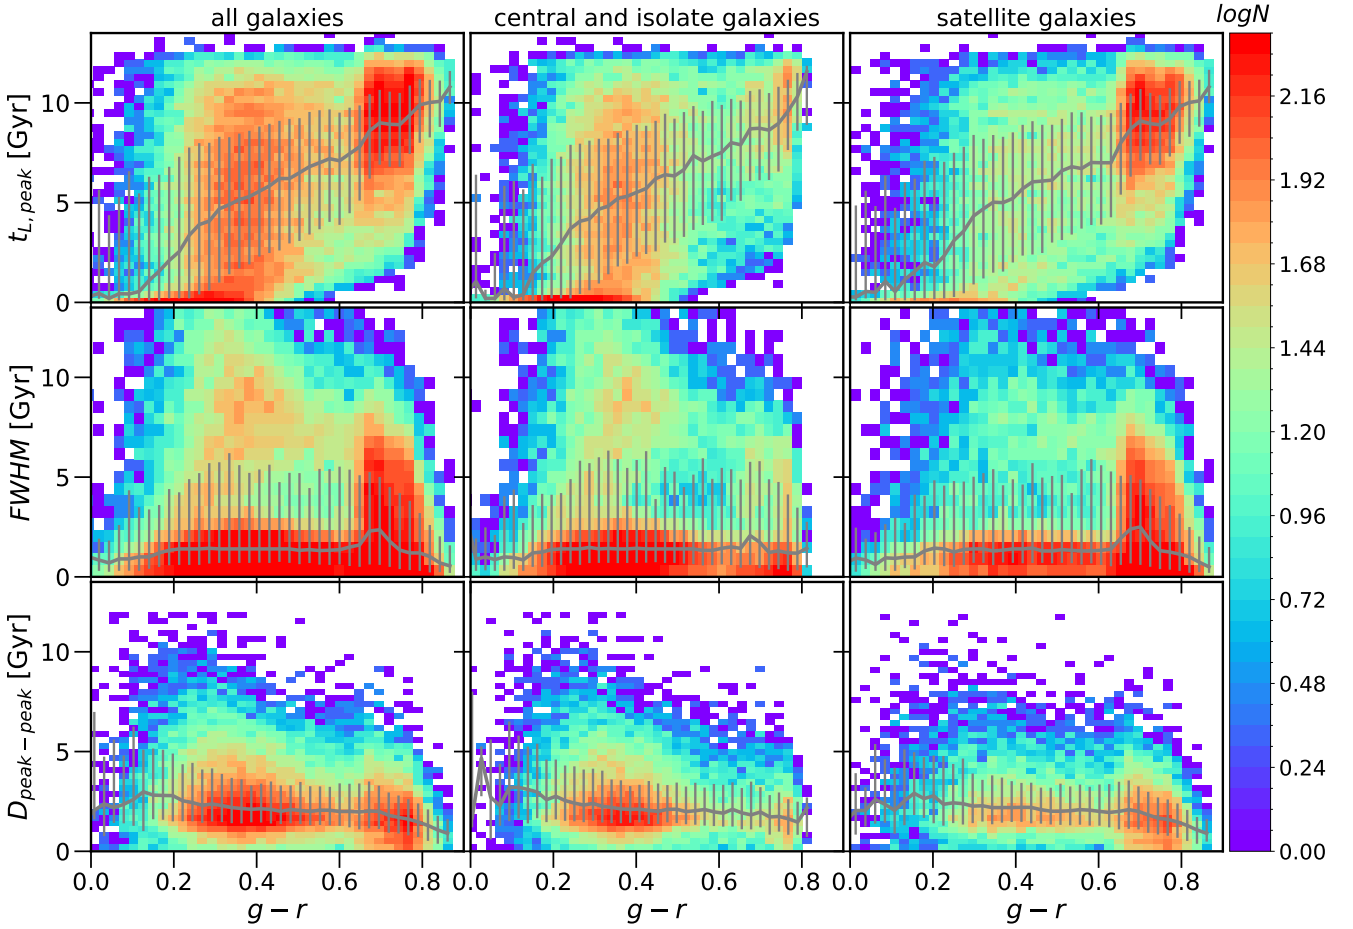 all galaxies
central and isolate galaxies
satellite galaxies
logN
t_{L,peak} [Gyr]
10
5
0
FWHM [Gyr]
10
5
0
D_{peak−peak} [Gyr]
10
5
0
0.0 0.2 0.4 0.6 0.8
0.0 0.2 0.4 0.6 0.8
0.0 0.2 0.4 0.6 0.8
g − r
g − r
g − r
2.16
1.92
1.68
1.44
1.20
0.96
0.72
0.48
0.24
0.00